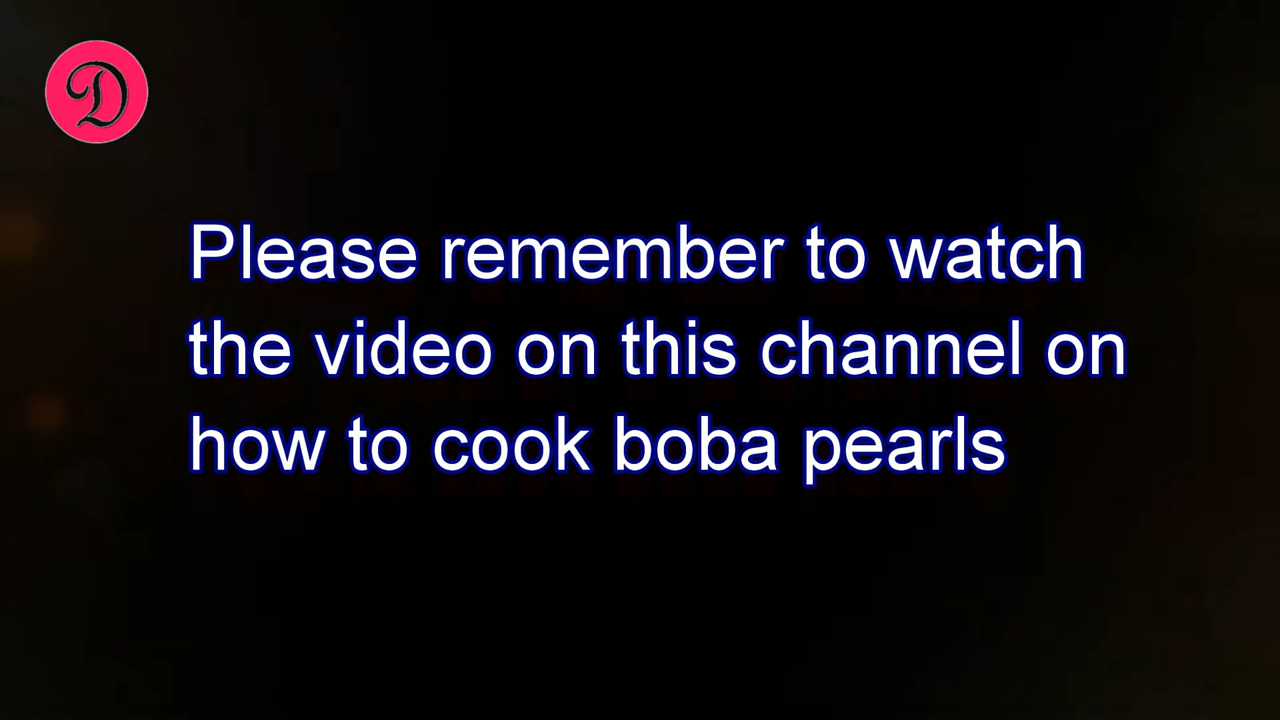 D
Please remember to watch
the video on this channel on
how to cook boba pearls